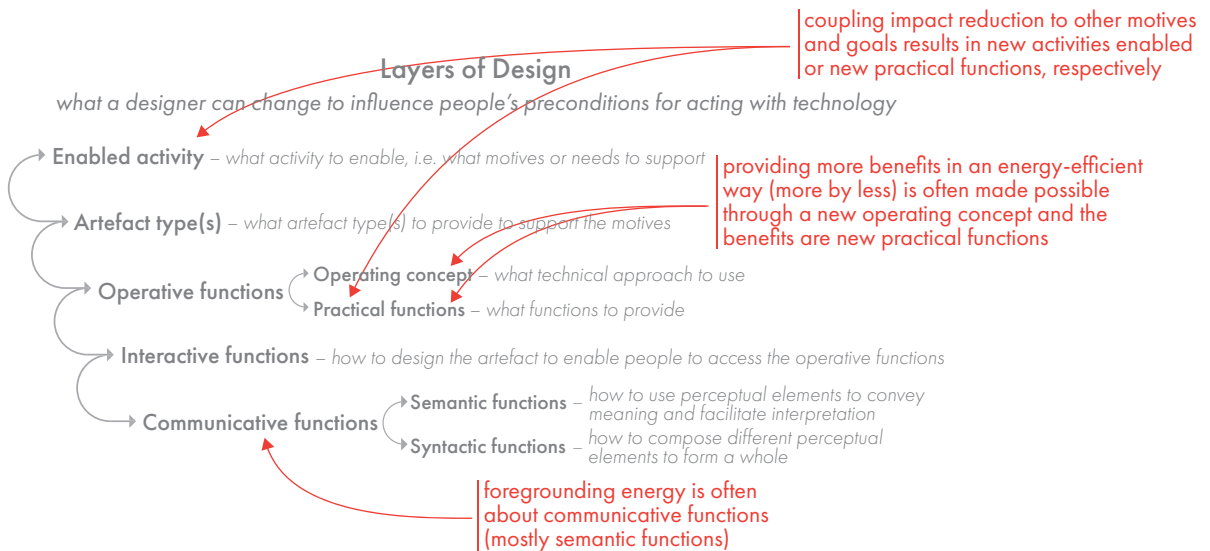 coupling impact reduction to other motives
and goals results in new activities enabled
or new practical functions, respectively
Layers of Design
what a designer can change to influence people's preconditions for acting with technology
Enabled activity – what activity to enable, i.e. what motives or needs to support
providing more benefits in an energy-efficient
way (more by less) is often made possible
through a new operating concept and the
benefits are new practical functions
Artefact type(s) – what artefact type(s) to provide to support the motives
Operative functions
Operating concept – what technical approach to use
Practical functions – what functions to provide
Interactive functions – how to design the artefact to enable people to access the operative functions
Communicative functions
Semantic functions – how to use perceptual elements to convey
meaning and facilitate interpretation
Syntactic functions – how to compose different perceptual
elements to form a whole
foregrounding energy is often
about communicative functions
(mostly semantic functions)